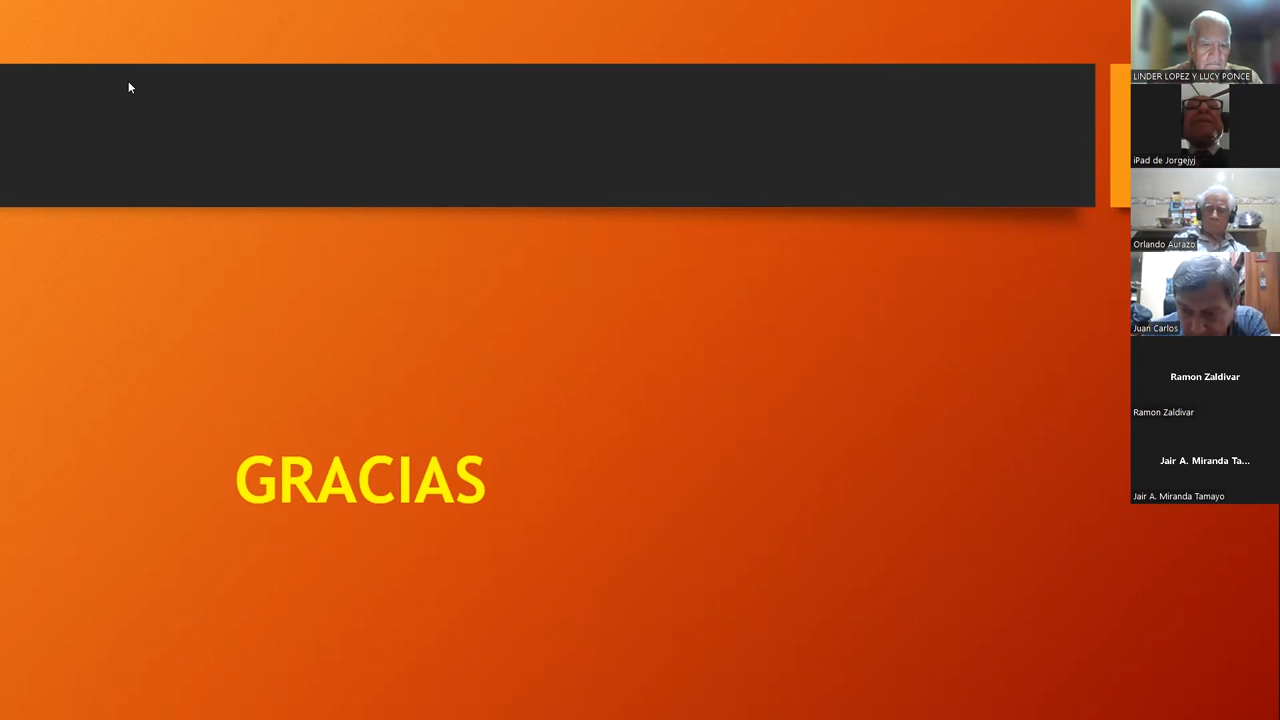 GRACIAS
LINDER LOPEZ Y LUCY PONCE
iPad de Jorgejyj
Orlando Aurazo
Juan Carlos
Ramon Zaldivar
Ramon Zaldivar
Jair A. Miranda Ta...
Jair A. Miranda Tamayo